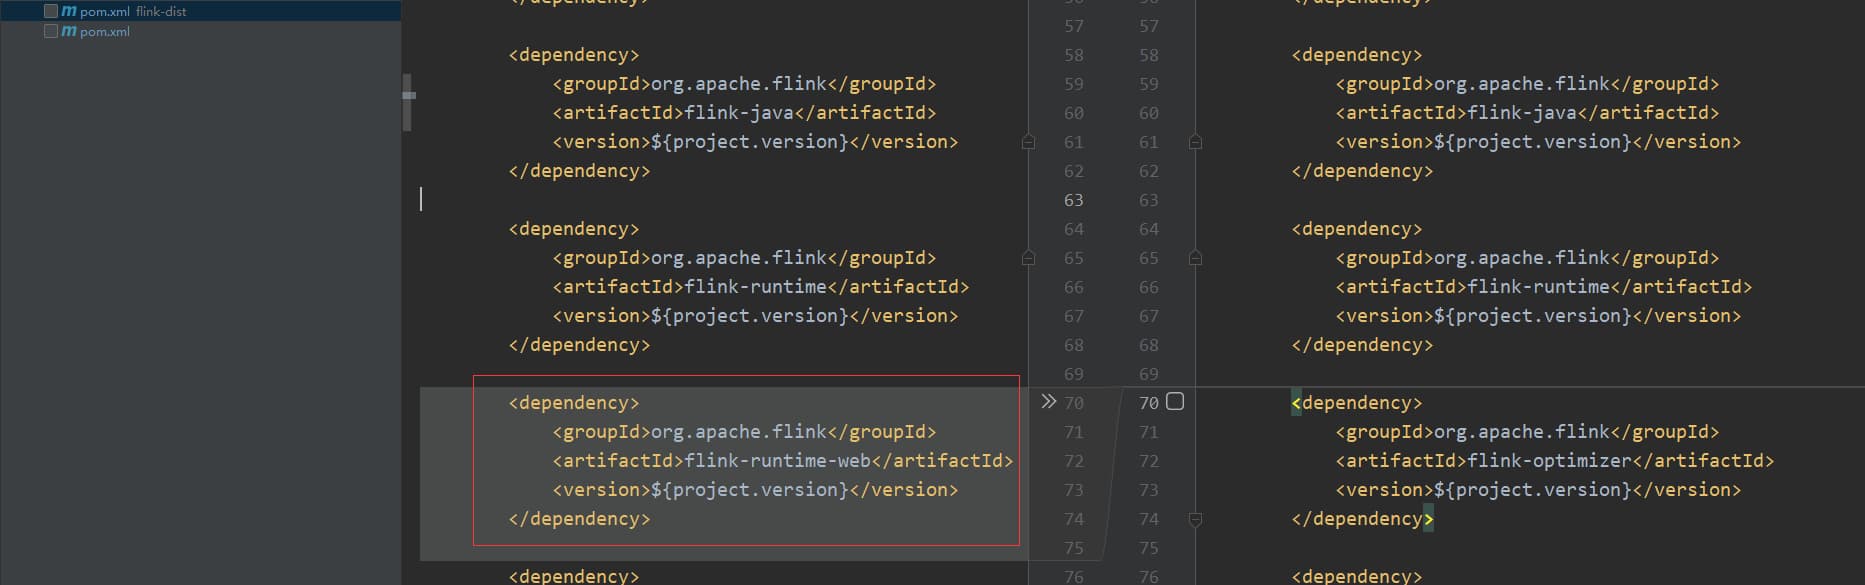 pom.xml flink-dist
pom.xml
<dependency>
<groupId>org.apache.flink</groupId>
<artifactId>flink-java</artifactId>
<version>${project.version}</version>
</dependency>
<dependency>
<groupId>org.apache.flink</groupId>
<artifactId>flink-runtime</artifactId>
<version>${project.version}</version>
</dependency>
<dependency>
<groupId>org.apache.flink</groupId>
<artifactId>flink-runtime-web</artifactId>
<version>${project.version}</version>
</dependency>
<dependency>
57 57
58 58
59 59
60 60
61 61
62 62
63 63
64 64
65 65
66 66
67 67
68 68
69 69
70 70
71 71
72 72
73 73
74 74
75 75
76 76
<dependency>
<groupId>org.apache.flink</groupId>
<artifactId>flink-java</artifactId>
<version>${project.version}</version>
</dependency>
<dependency>
<groupId>org.apache.flink</groupId>
<artifactId>flink-runtime</artifactId>
<version>${project.version}</version>
</dependency>
<dependency>
<groupId>org.apache.flink</groupId>
<artifactId>flink-optimizer</artifactId>
<version>${project.version}</version>
</dependency>
<dependency>